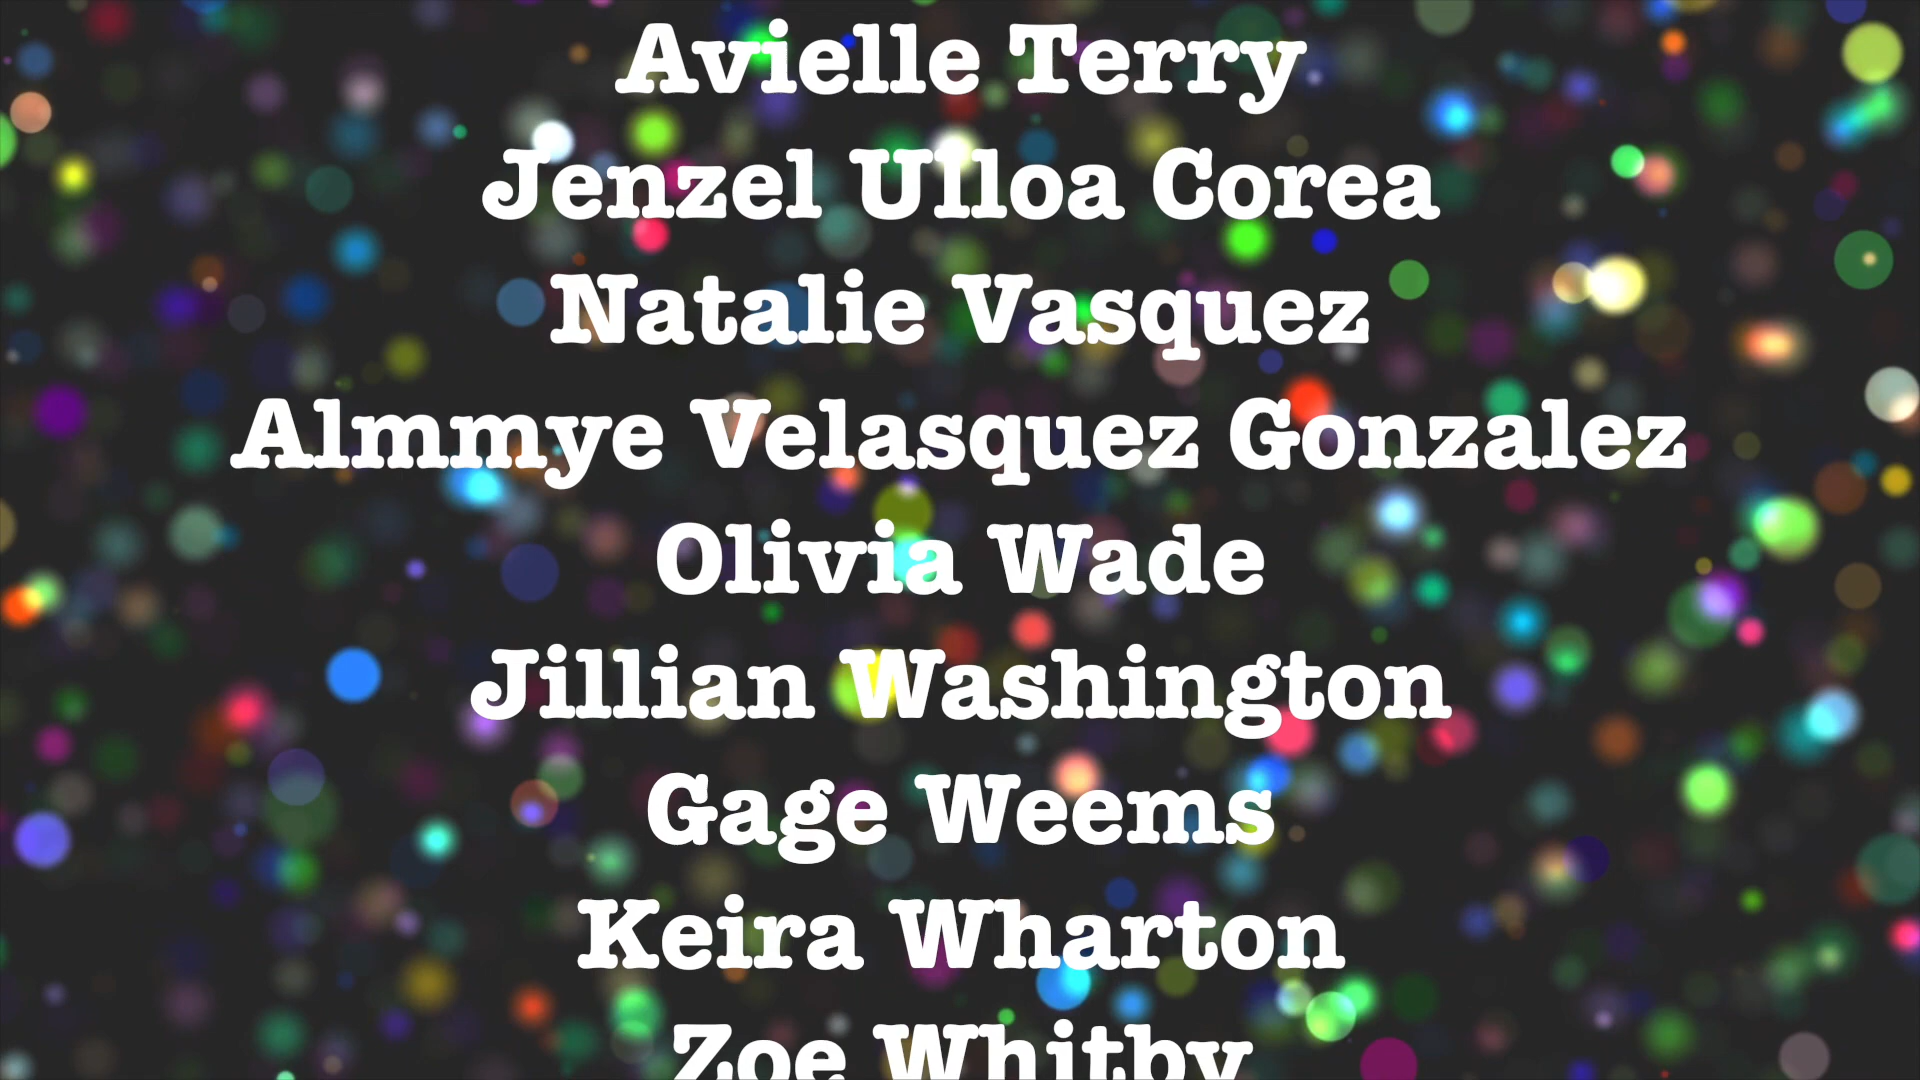 Avielle Terry
Jenzel Ulloa Corea
Natalie Vasquez
Almmye Velasquez Gonzalez
Olivia Wade
Jillian Washington
Gage Weems
Keira Wharton
Zoe Whitby